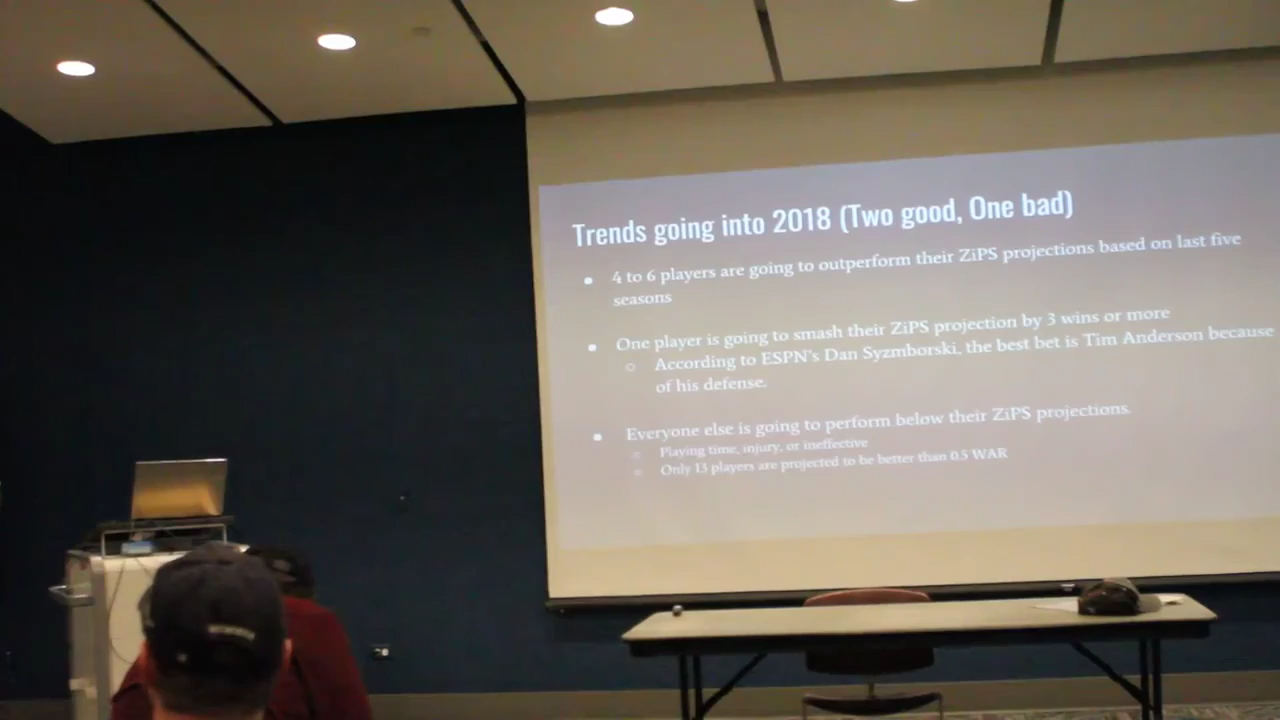 Trends going into 2018 (Two good, One bad)
4 to 6 players are going to outperform their ZiPS projections based on last five
seasons
One player is going to smash their ZiPS projection by 3 wins or more
According to ESPN's Dan Syzmborski, the best bet is Tim Anderson because
of his defense.
Everyone else is going to perform below their ZiPS projections.
Playing time, injury, or ineffective
Only 13 players are projected to be better than 0.5 WAR